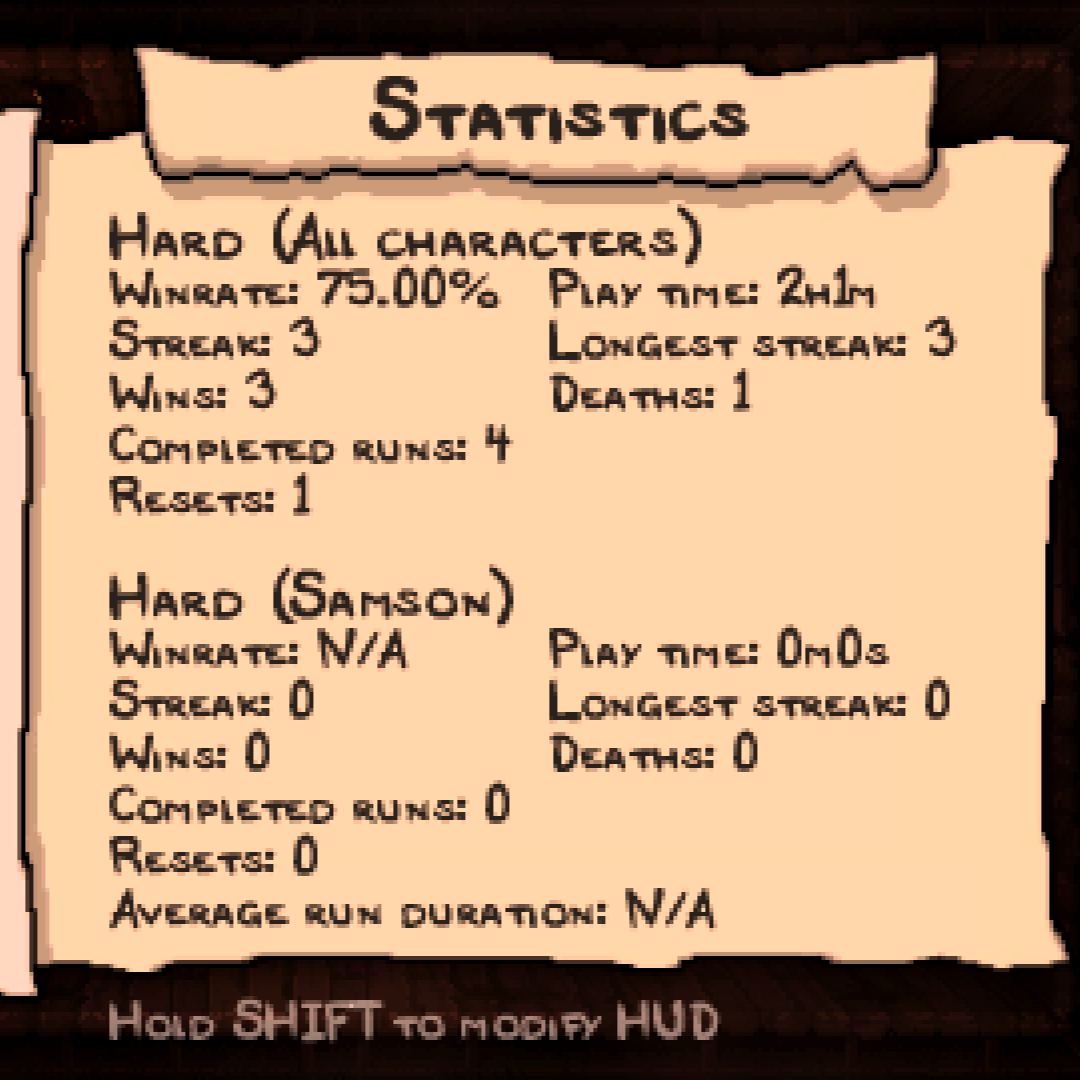 Statistics
Hard (All characters)
Winrate: 75.00% Play time: 2h1m
Streak: 3 Longest streak: 3
Wins: 3 Deaths: 1
Completed runs: 4
Resets: 1
Hard (Samson)
Winrate: N/A Play time: 0m0s
Streak: 0 Longest streak: 0
Wins: 0 Deaths: 0
Completed runs: 0
Resets: 0
Average run duration: N/A
Hold SHIFT to modify HUD